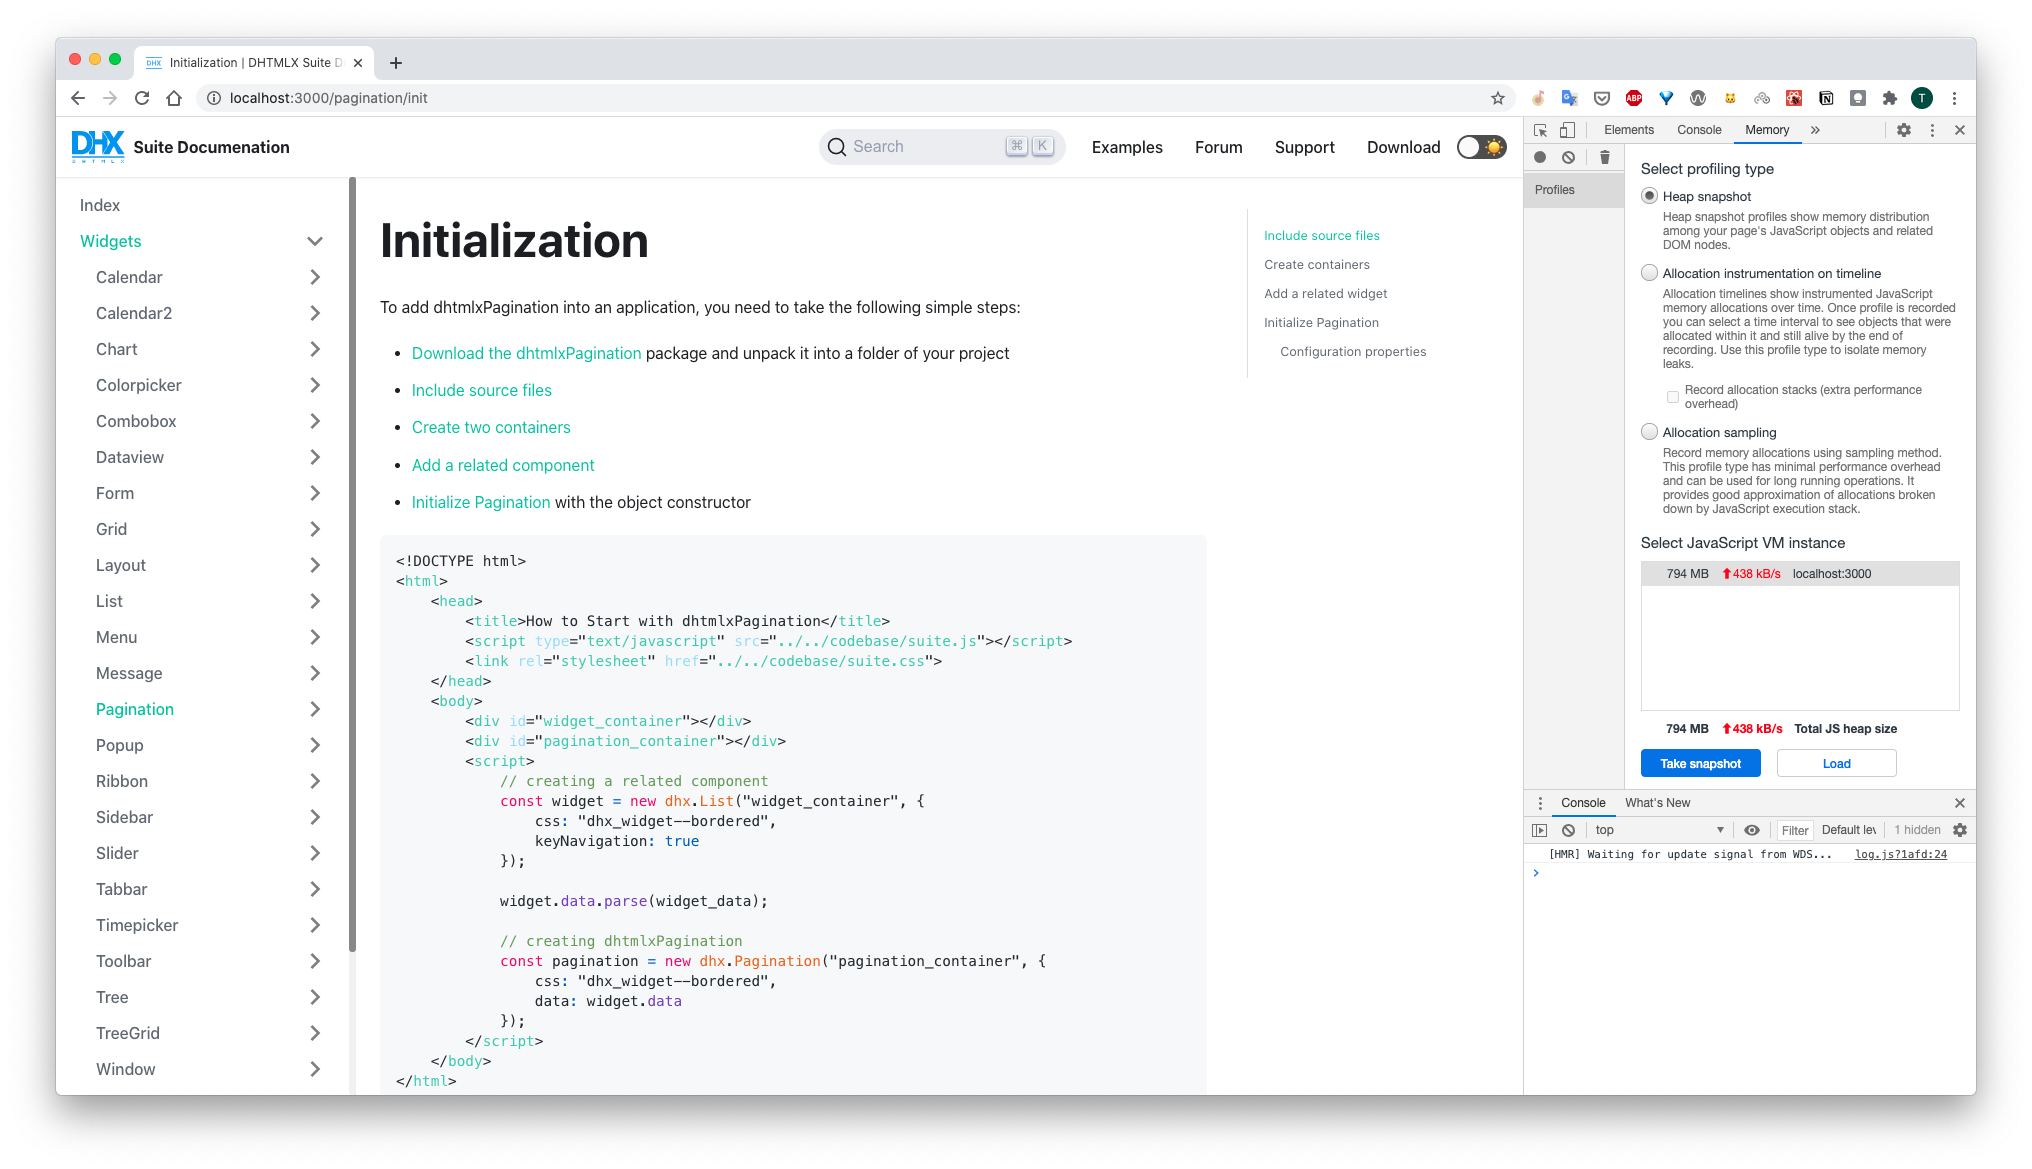 Initialization | DHTMLX Suite D
localhost:3000/pagination/init
ABP
T
DHX
DHTMLX
Suite Documenation
Search
⌘ K
Examples
Forum
Support
Download
Index
Widgets
Calendar
Calendar2
Chart
Colorpicker
Combobox
Dataview
Form
Grid
Layout
List
Menu
Message
Pagination
Popup
Ribbon
Sidebar
Slider
Tabbar
Timepicker
Toolbar
Tree
TreeGrid
Window
Initialization
To add dhtmlxPagination into an application, you need to take the following simple steps:
• Download the dhtmlxPagination package and unpack it into a folder of your project
• Include source files
• Create two containers
• Add a related component
• Initialize Pagination with the object constructor
<!DOCTYPE html>
<html>
    <head>
        <title>How to Start with dhtmlxPagination</title>
        <script type="text/javascript" src="../../codebase/suite.js"></script>
        <link rel="stylesheet" href="../../codebase/suite.css">
    </head>
    <body>
        <div id="widget_container"></div>
        <div id="pagination_container"></div>
        <script>
            // creating a related component
            const widget = new dhx.List("widget_container", {
                css: "dhx_widget--bordered",
                keyNavigation: true
            });
            widget.data.parse(widget_data);
            // creating dhtmlxPagination
            const pagination = new dhx.Pagination("pagination_container", {
                css: "dhx_widget--bordered",
                data: widget.data
            });
        </script>
    </body>
</html>
Include source files
Create containers
Add a related widget
Initialize Pagination
Configuration properties
Elements
Console
Memory
»
Profiles
Select profiling type
Heap snapshot
Heap snapshot profiles show memory distribution
among your page's JavaScript objects and related
DOM nodes.
Allocation instrumentation on timeline
Allocation timelines show instrumented JavaScript
memory allocations over time. Once profile is recorded
you can select a time interval to see objects that were
allocated within it and still alive by the end of
recording. Use this profile type to isolate memory
leaks.
Record allocation stacks (extra performance
overhead)
Allocation sampling
Record memory allocations using sampling method.
This profile type has minimal performance overhead
and can be used for long running operations. It
provides good approximation of allocations broken
down by JavaScript execution stack.
Select JavaScript VM instance
794 MB ⬆438 kB/s localhost:3000
794 MB ⬆438 kB/s Total JS heap size
Take snapshot
Load
Console
What's New
top
Filter
Default lev
1 hidden
[HMR] Waiting for update signal from WDS... log.js?1afd:24